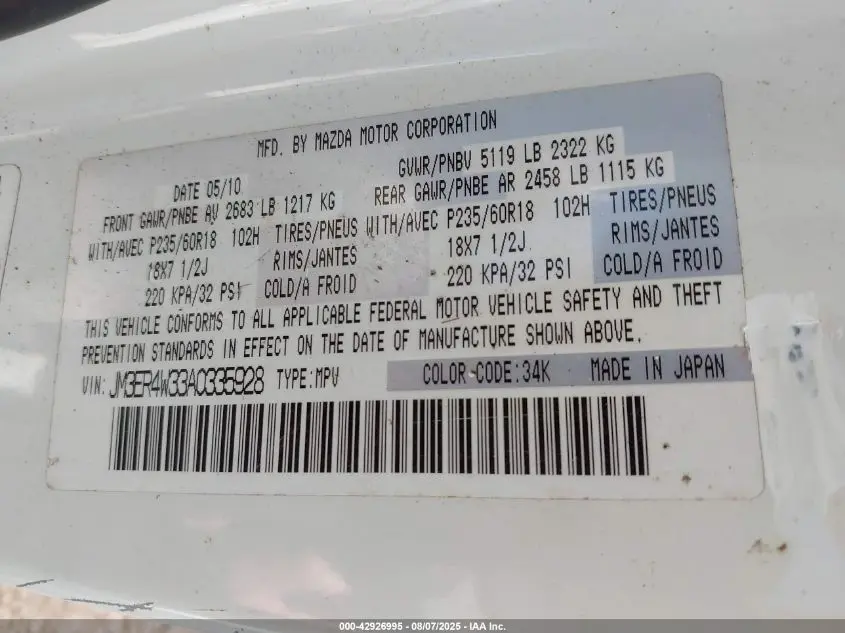 MFD. BY MAZDA MOTOR CORPORATION
DATE 05/10 GVWR/PNBV 5119 LB 2322 KG
FRONT GAWR/PNBE AV 2683 LB 1217 KG REAR GAWR/PNBE AR 2458 LB 1115 KG
WITH/AVEC P235/60R18 102H TIRES/PNEUS WITH/AVEC P235/60R18 102H TIRES/PNEUS
18X7 1/2J RIMS/JANTES 18X7 1/2J RIMS/JANTES
220 KPA/32 PSI COLD/A FROID 220 KPA/32 PSI COLD/A FROID
THIS VEHICLE CONFORMS TO ALL APPLICABLE FEDERAL MOTOR VEHICLE SAFETY AND THEFT
PREVENTION STANDARDS IN EFFECT ON THE DATE OF MANUFACTURE SHOWN ABOVE.
VIN: JM3ER4W33A0335928 TYPE:MPV COLOR CODE:34K MADE IN JAPAN
000-42926995 - 08/07/2025 - IAA Inc.